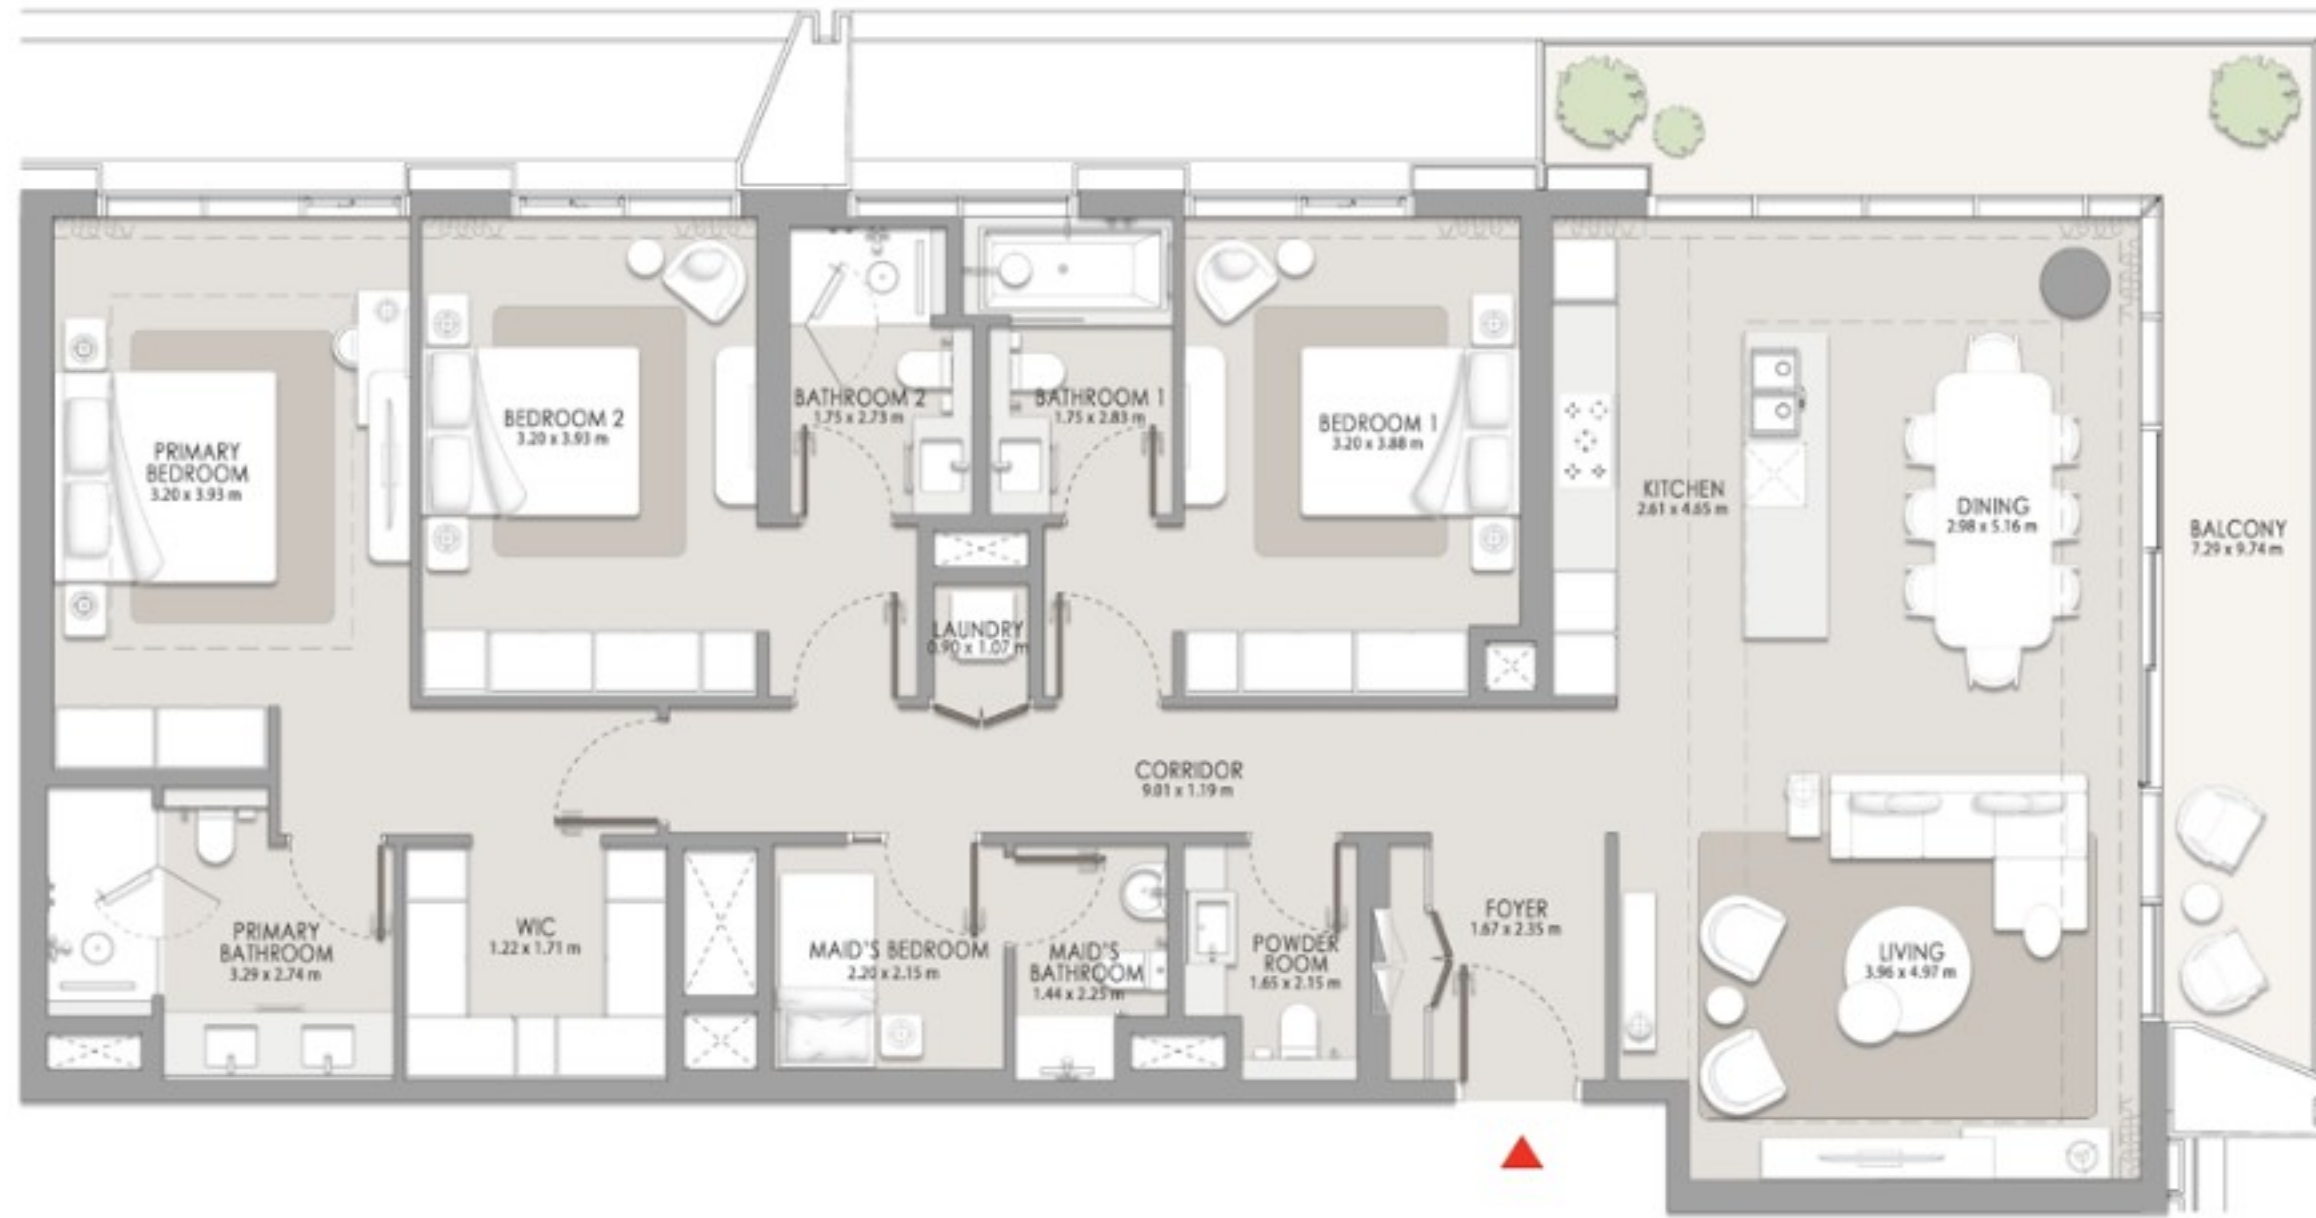 PRIMARY
BEDROOM
3.20 x 3.93 m
BEDROOM 2
3.20 x 3.93 m
BATHROOM 2
1.75 x 2.73 m
BATHROOM 1
1.75 x 2.83 m
BEDROOM 1
3.20 x 3.88 m
KITCHEN
2.61 x 4.65 m
DINING
2.98 x 5.16 m
BALCONY
7.29 x 9.74 m
LAUNDRY
0.90 x 1.07 m
CORRIDOR
9.01 x 1.19 m
PRIMARY
BATHROOM
3.29 x 2.74 m
WIC
1.22 x 1.71 m
MAID'S BEDROOM
2.20 x 2.15 m
MAID'S
BATHROOM
1.44 x 2.25 m
POWDER
ROOM
1.65 x 2.15 m
FOYER
1.67 x 2.35 m
LIVING
3.96 x 4.97 m